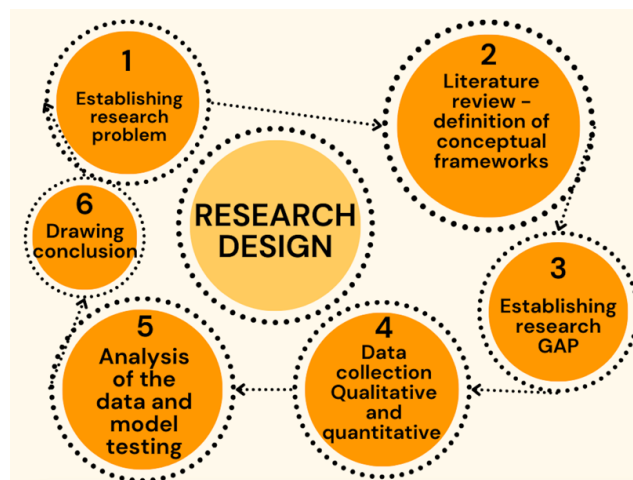 1
Establishing
research
problem
2
Literature
review -
definition of
conceptual
frameworks
RESEARCH
DESIGN
3
Establishing
research
GAP
4
Data
collection
Qualitative
and
quantitative
5
Analysis
of the
data and
model
testing
6
Drawing
conclusion